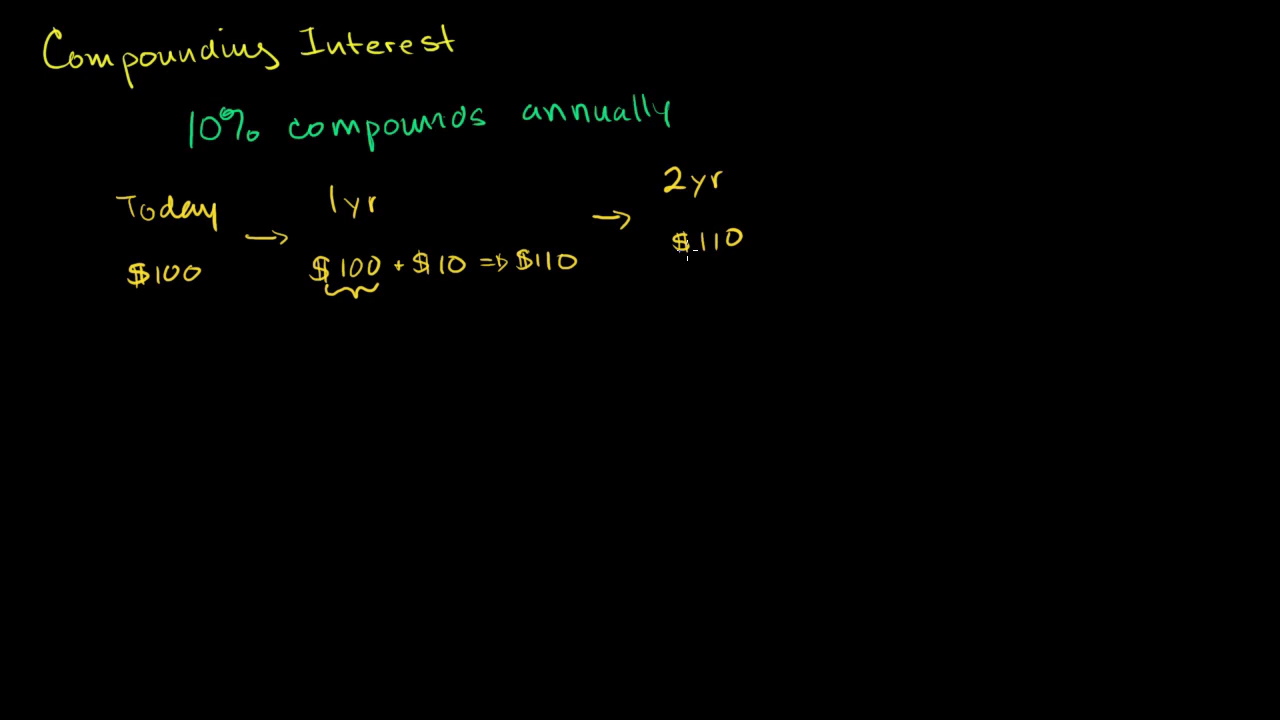 Compounding Interest
10% compounds annually
Today → 1yr → 2yr
$100 $100 + $10 ⇒ $110 $110